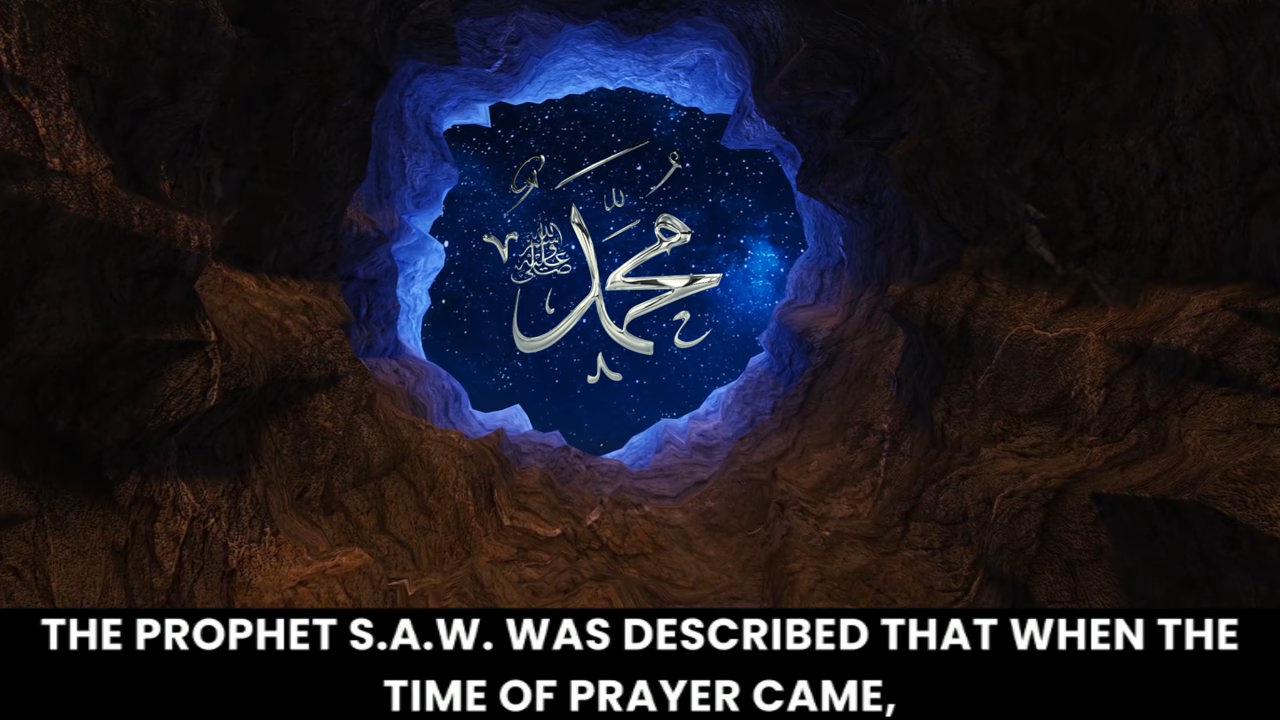 محمد
صلى الله عليه وسلم
THE PROPHET S.A.W. WAS DESCRIBED THAT WHEN THE
TIME OF PRAYER CAME,